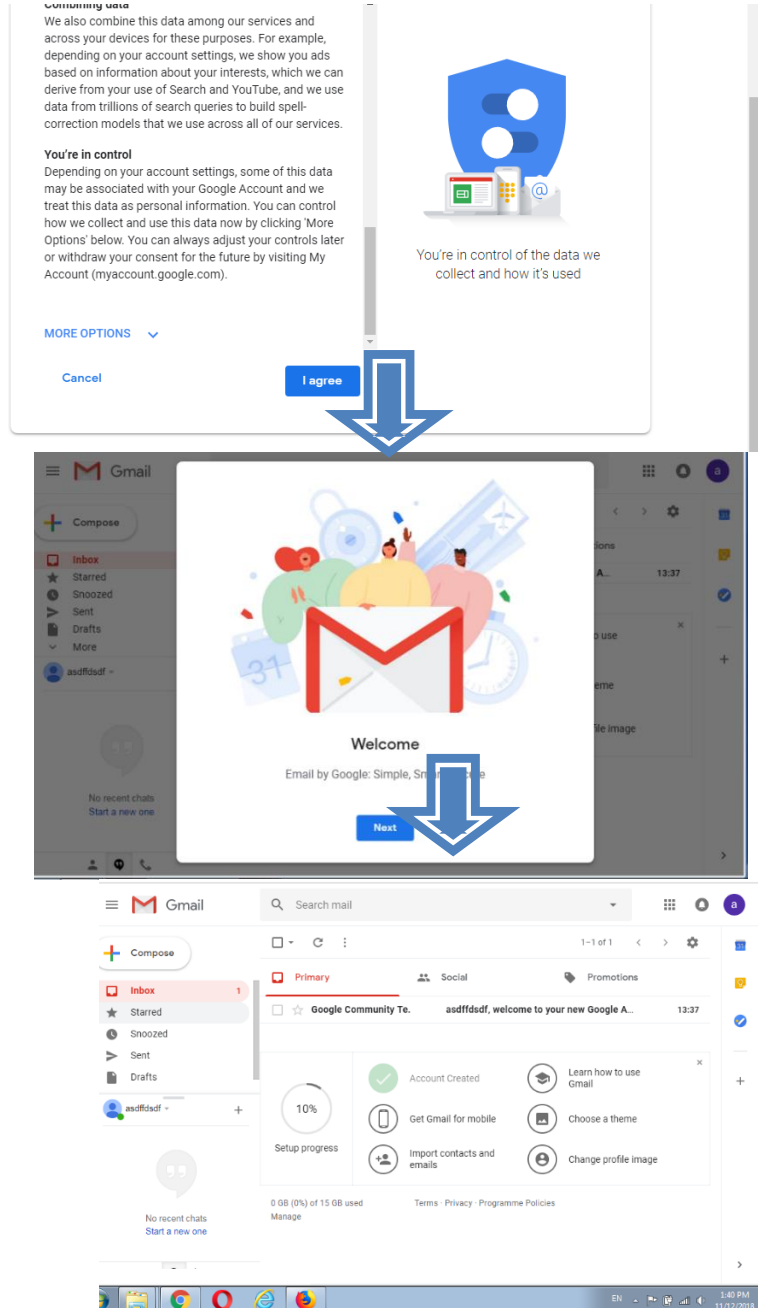 Combining data
We also combine this data among our services and
across your devices for these purposes. For example,
depending on your account settings, we show you ads
based on information about your interests, which we can
derive from your use of Search and YouTube, and we use
data from trillions of search queries to build spell-
correction models that we use across all of our services.
You're in control
Depending on your account settings, some of this data
may be associated with your Google Account and we
treat this data as personal information. You can control
how we collect and use this data now by clicking 'More
Options' below. You can always adjust your controls later
or withdraw your consent for the future by visiting My
Account (myaccount.google.com).
MORE OPTIONS
Cancel
I agree
@
You're in control of the data we
collect and how it's used
Gmail
a
Compose
Inbox
Starred
Snoozed
Sent
Drafts
More
asdffdsdf
No recent chats
Start a new one
31
Welcome
Email by Google: Simple,
Next
tions
A...
13:37
o use
eme
file image
Gmail
Search mail
a
Compose
1–1 of 1
Primary
Social
Promotions
Inbox
1
Starred
Snoozed
Sent
Drafts
Google Community Te.
asdffdsdf, welcome to your new Google A...
13:37
asdffdsdf
No recent chats
Start a new one
10%
Setup progress
Account Created
Learn how to use
Gmail
Get Gmail for mobile
Choose a theme
Import contacts and
emails
Change profile image
0 GB (0%) of 15 GB used
Manage
Terms · Privacy · Programme Policies
EN
1:40 PM
11/12/2018